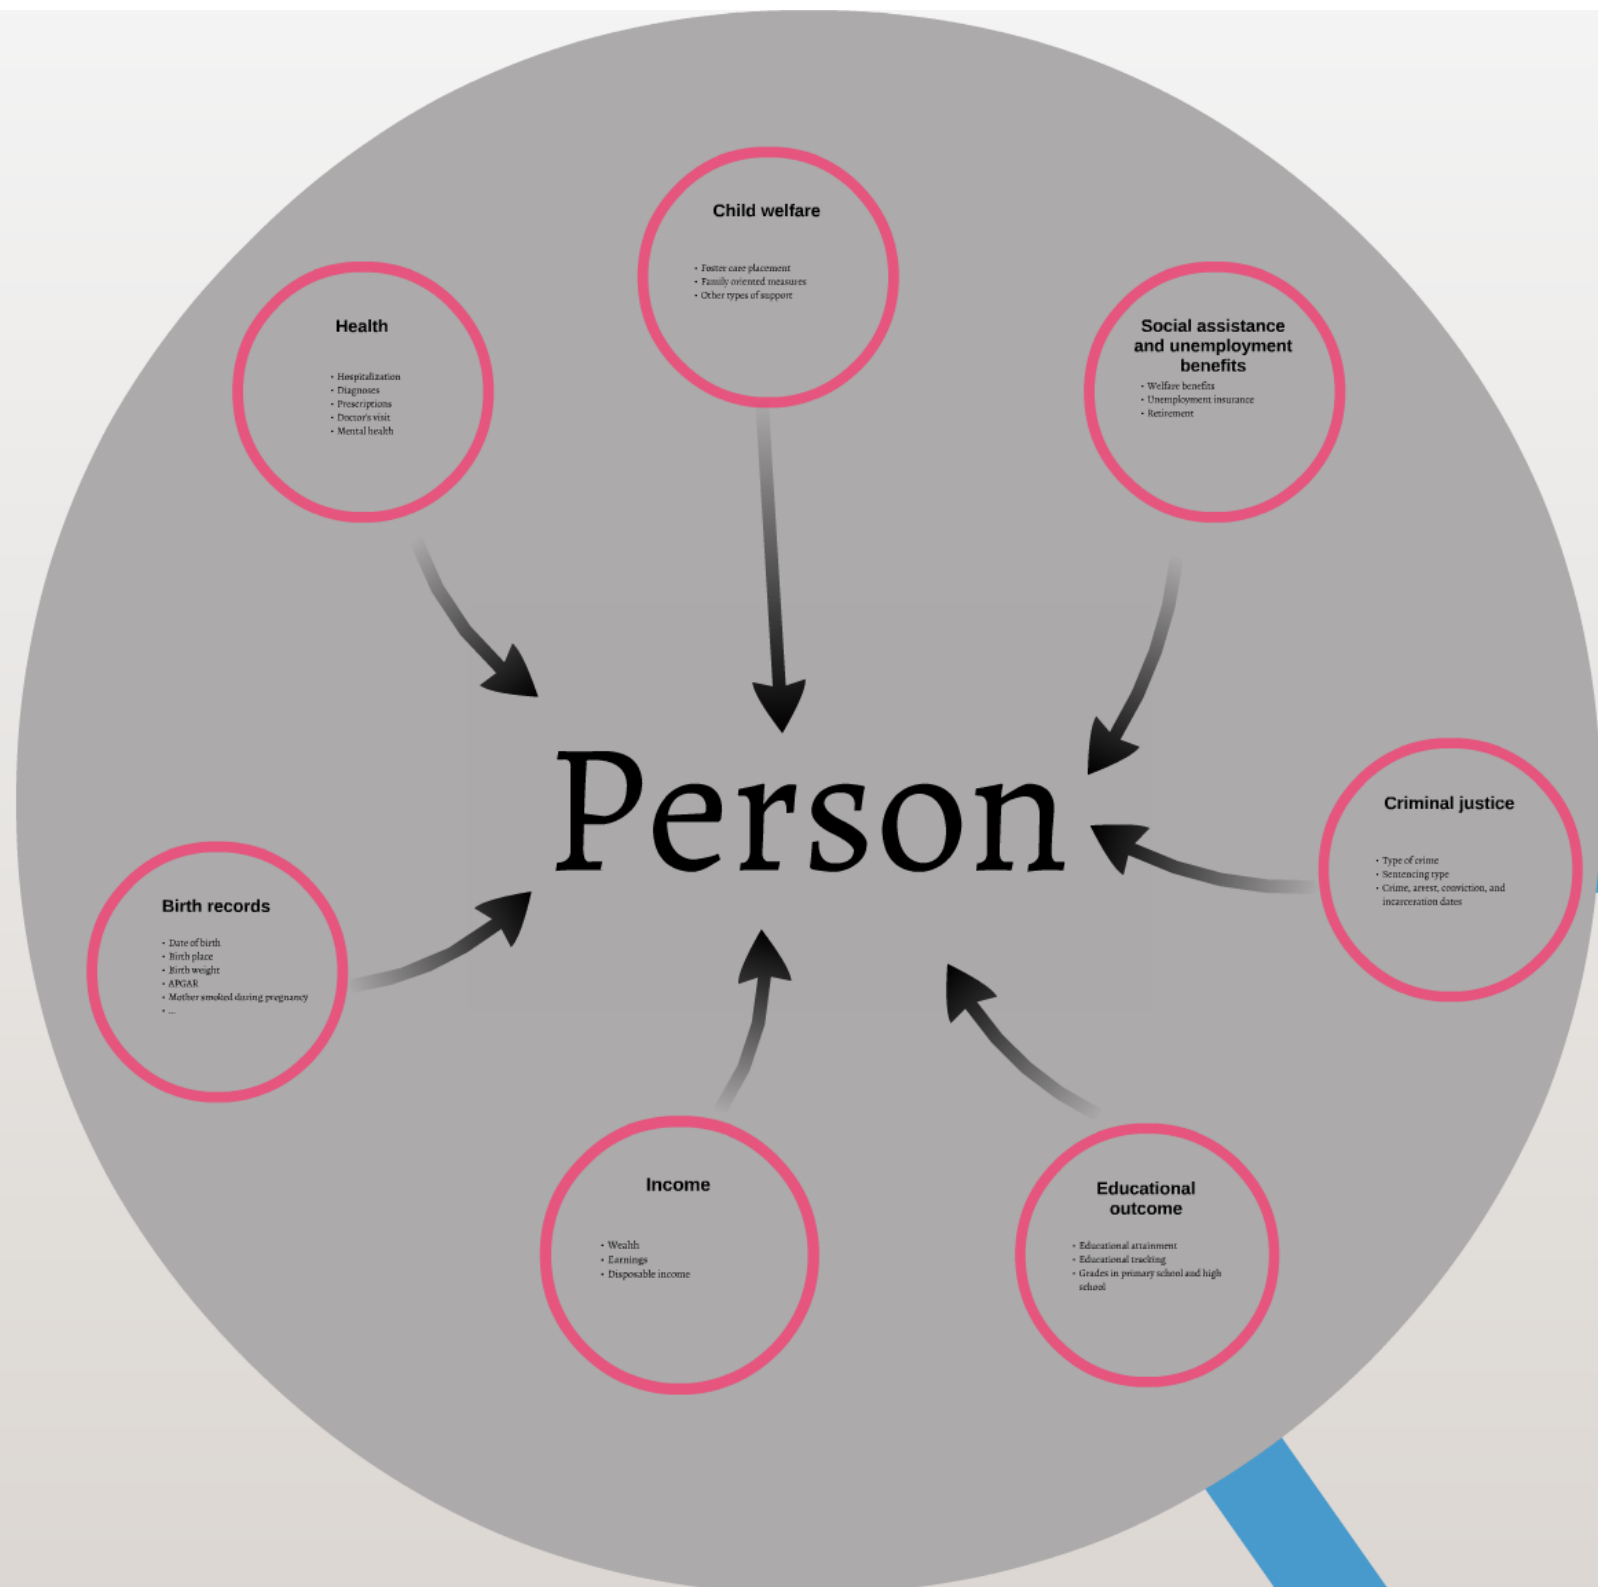 Child welfare
• Foster care placement
• Family oriented measures
• Other types of support
Health
• Hospitalization
• Diagnoses
• Prescriptions
• Doctor's visit
• Mental health
Social assistance
and unemployment
benefits
• Welfare benefits
• Unemployment insurance
• Retirement
Person
Criminal justice
• Type of crime
• Sentencing type
• Crime, arrest, conviction, and
incarceration dates
Birth records
• Date of birth
• Birth place
• Birth weight
• APGAR
• Mother smoked during pregnancy
• ...
Income
• Wealth
• Earnings
• Disposable income
Educational
outcome
• Educational attainment
• Educational tracking
• Grades in primary school and high
school